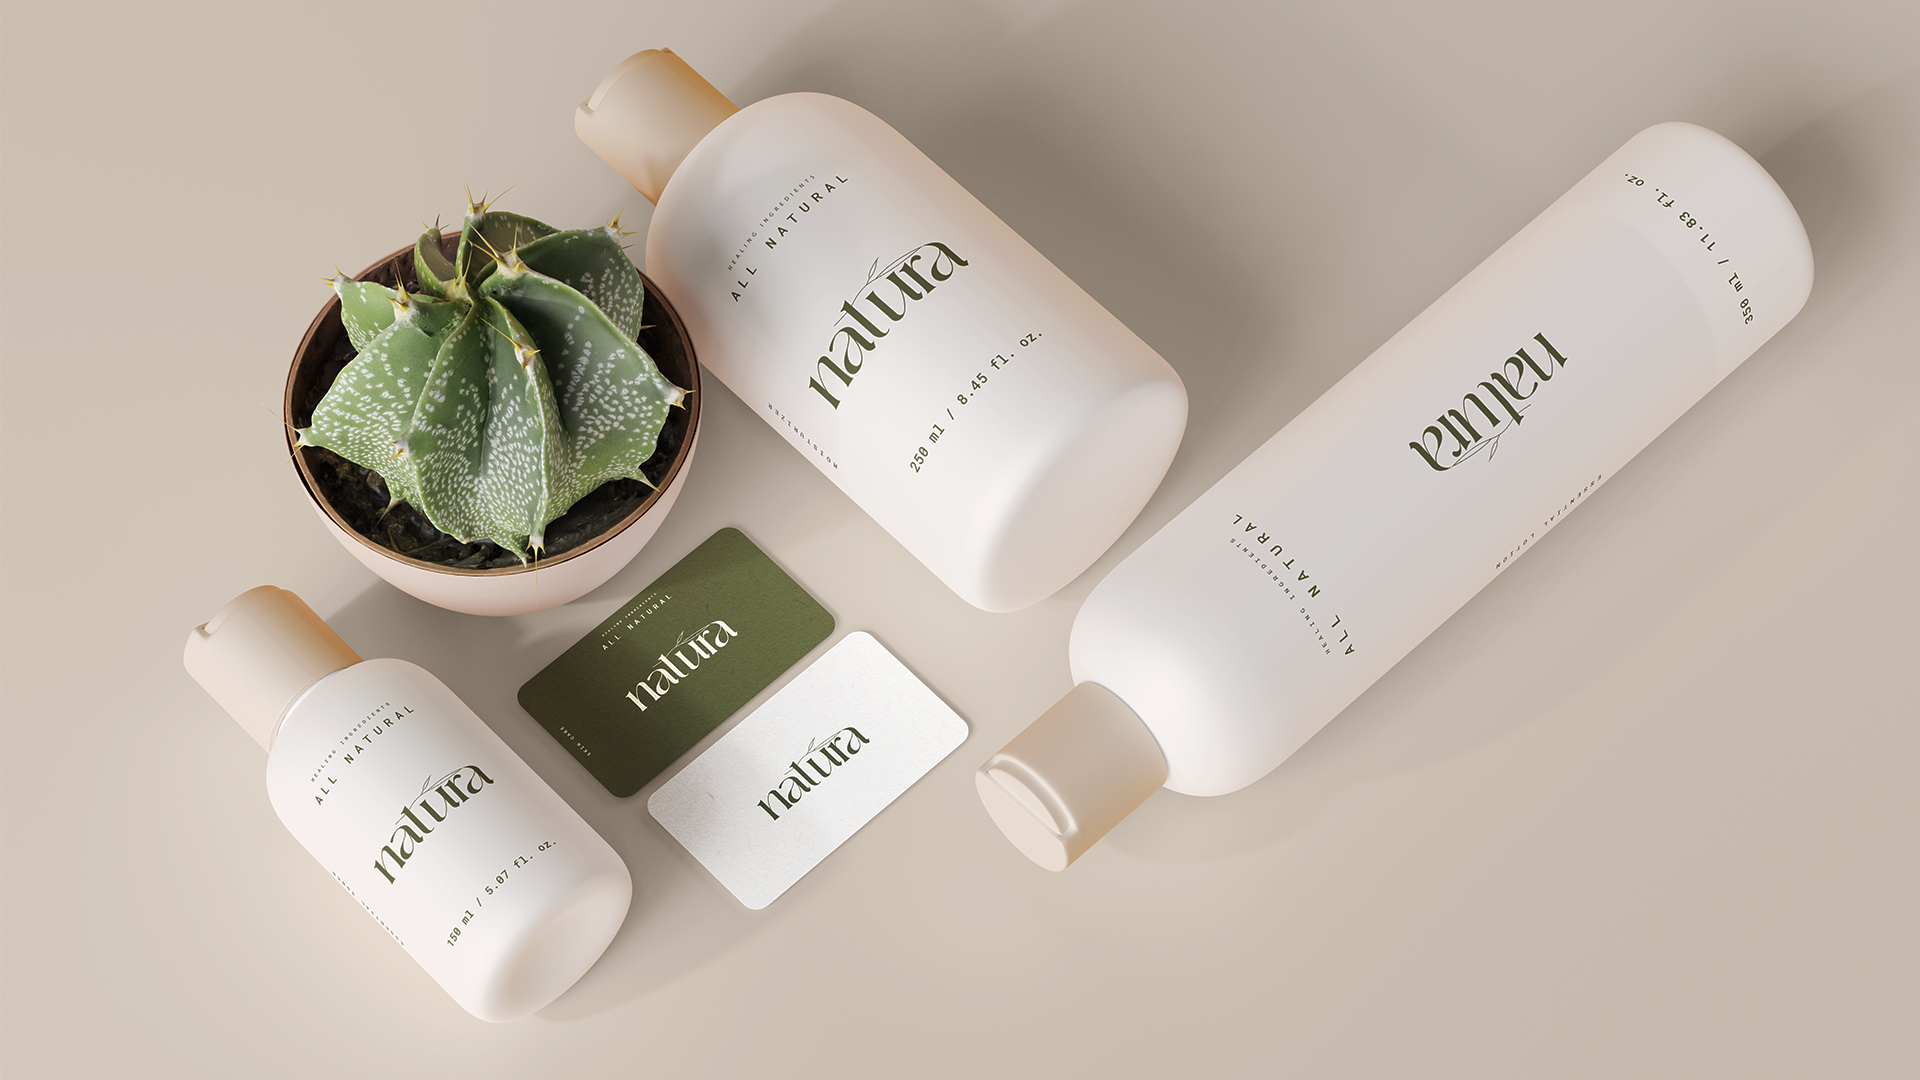 HEALING INGREDIENTS
ALL NATURAL
natura
250 ml / 8.45 fl. oz.
MOISTURIZER
350 ml / 11.83 fl. oz.
natura
ESSENTIAL LOTION
ALL NATURAL
HEALING INGREDIENTS
HEALING INGREDIENTS
ALL NATURAL
natura
SKIN CARE
natura
HEALING INGREDIENTS
ALL NATURAL
natura
150 ml / 5.07 fl. oz.